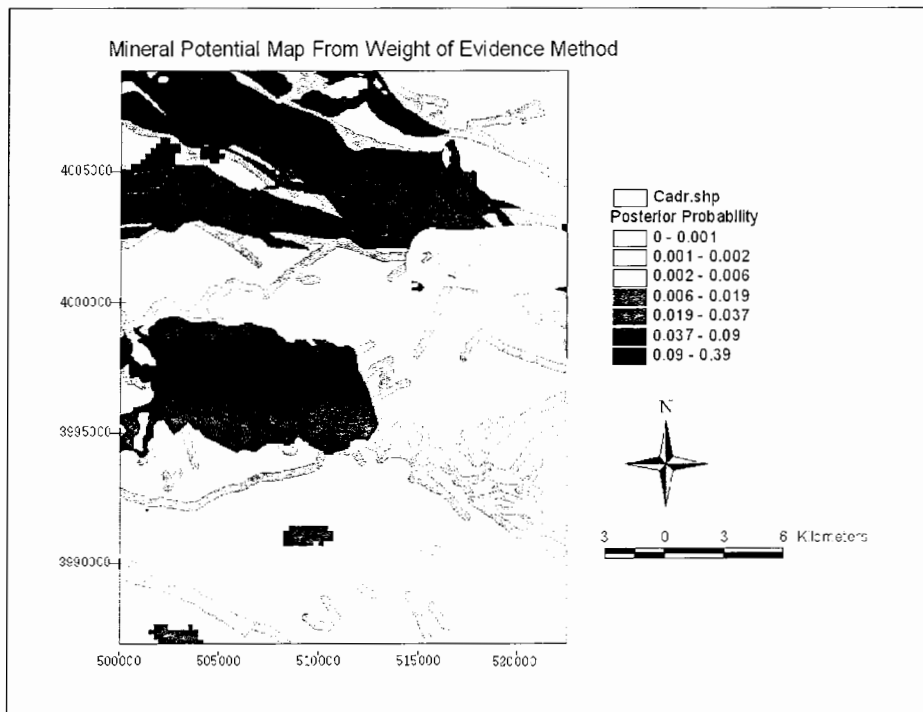 Mineral Potential Map From Weight of Evidence Method
4005000
4000000
3995000
3990000
500000 505000 510000 515000 520000
Cadr.shp
Posterior Probability
0 - 0.001
0.001 - 0.002
0.002 - 0.006
0.006 - 0.019
0.019 - 0.037
0.037 - 0.09
0.09 - 0.39
N
3 0 3 6 Kilometers